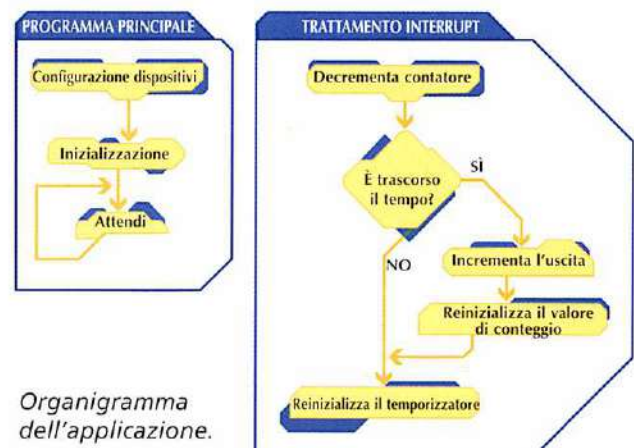 PROGRAMMA PRINCIPALE
Configurazione dispositivi
Inizializzazione
Attendi
TRATTAMENTO INTERRUPT
Decrementa contatore
È trascorso
il tempo?
SÌ
NO
Incrementa l'uscita
Reinizializza il valore
di conteggio
Reinizializza il temporizzatore
Organigramma
dell'applicazione.